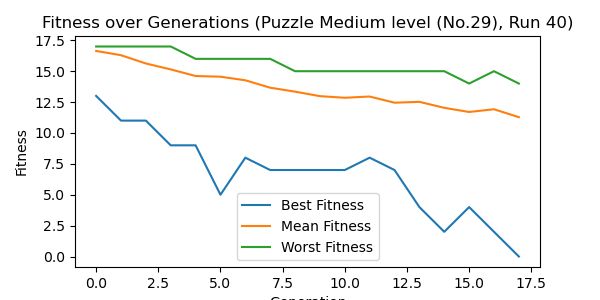 Fitness over Generations (Puzzle Medium level (No.29), Run 40)
17.5
15.0
12.5
10.0
7.5
5.0
2.5
0.0
Fitness
Best Fitness
Mean Fitness
Worst Fitness
0.0 2.5 5.0 7.5 10.0 12.5 15.0 17.5
Generation